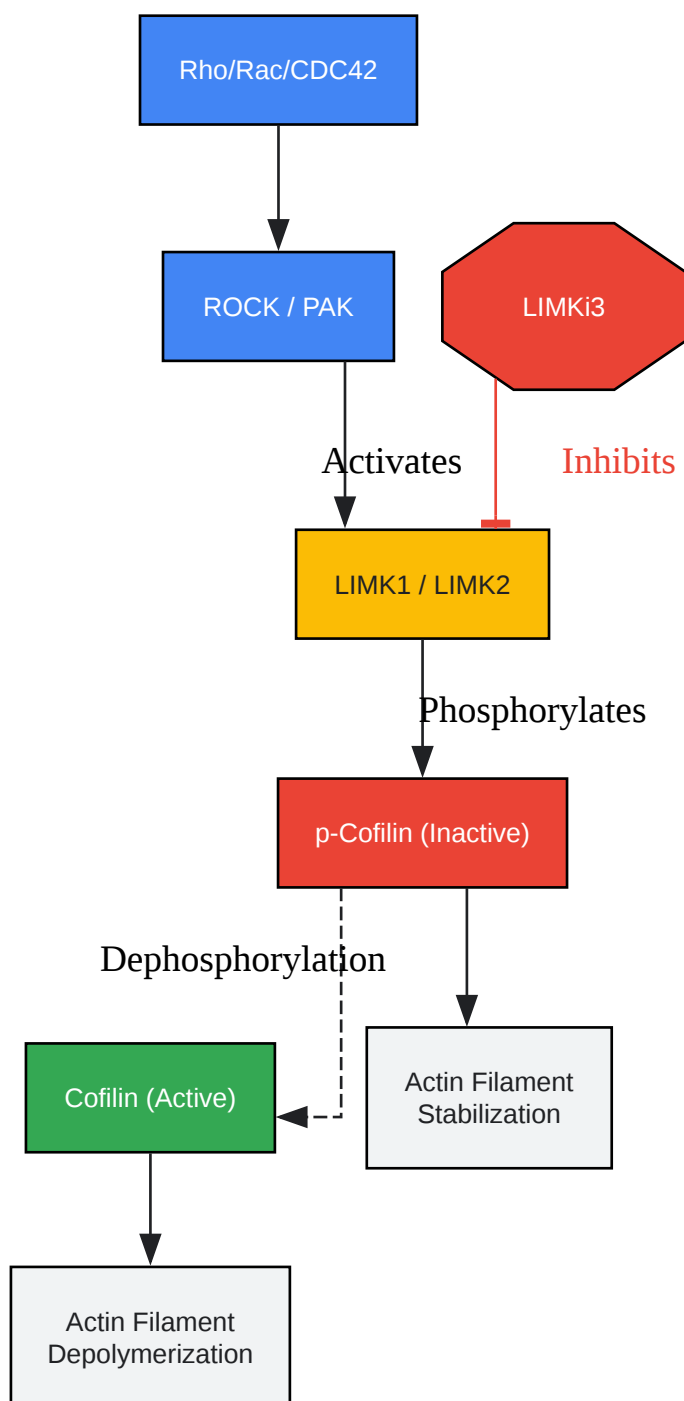 Rho/Rac/CDC42
ROCK / PAK
LIMKi3
Activates
Inhibits
LIMK1 / LIMK2
Phosphorylates
p-Cofilin (Inactive)
Dephosphorylation
Cofilin (Active)
Actin Filament
Stabilization
Actin Filament
Depolymerization